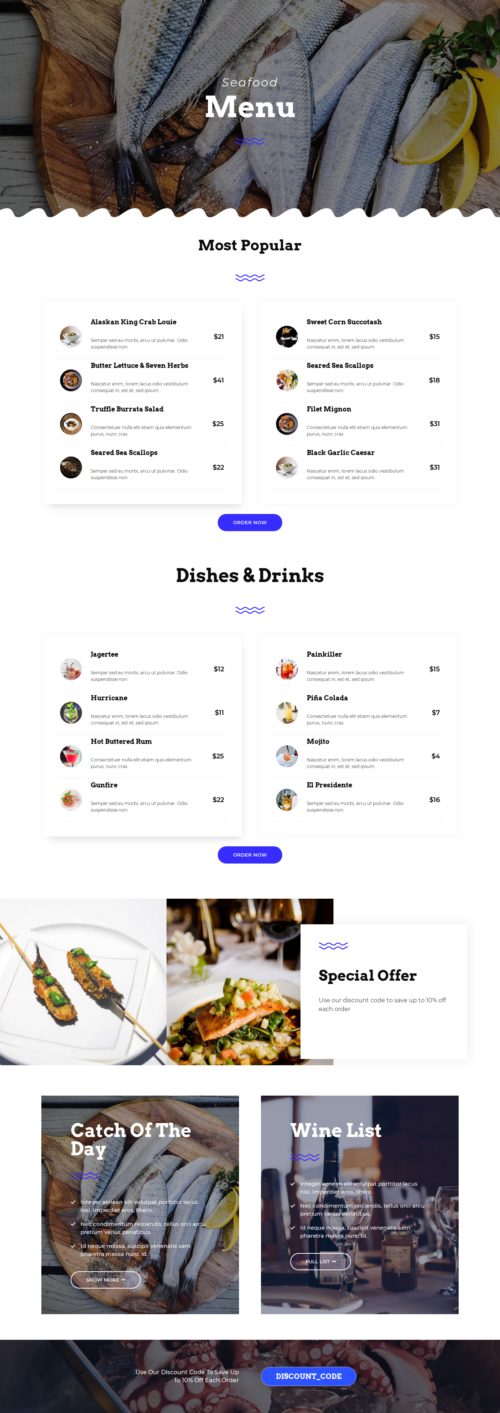 Seafood
Menu
Most Popular
Alaskan King Crab Louie
Semper sed eu morbi, arcu ut pulvinar. Odio
suspendisse non.
$21
Butter Lettuce & Seven Herbs
Nascetur enim, lorem lacus odio vestibulum
consequat in, est et, sed ipsum.
$41
Truffle Burrata Salad
Consectetuer nulla elit etiam quis elementum
purus, nunc cras.
$25
Seared Sea Scallops
Semper sed eu morbi, arcu ut pulvinar. Odio
suspendisse non.
$22
Sweet Corn Succotash
Nascetur enim, lorem lacus odio vestibulum
consequat in, est et, sed ipsum.
$15
Seared Sea Scallops
Semper sed eu morbi, arcu ut pulvinar. Odio
suspendisse non.
$18
Filet Mignon
Consectetuer nulla elit etiam quis elementum
purus, nunc cras.
$31
Black Garlic Caesar
Nascetur enim, lorem lacus odio vestibulum
consequat in, est et, sed ipsum.
$31
ORDER NOW
Dishes & Drinks
Jagertee
Semper sed eu morbi, arcu ut pulvinar. Odio
suspendisse non.
$12
Hurricane
Nascetur enim, lorem lacus odio vestibulum
consequat in, est et, sed ipsum.
$11
Hot Buttered Rum
Consectetuer nulla elit etiam quis elementum
purus, nunc cras.
$25
Gunfire
Semper sed eu morbi, arcu ut pulvinar. Odio
suspendisse non.
$22
Painkiller
Nascetur enim, lorem lacus odio vestibulum
consequat in, est et, sed ipsum.
$15
Piña Colada
Consectetuer nulla elit etiam quis elementum
purus, nunc cras.
$7
Mojito
Nascetur enim, lorem lacus odio vestibulum
consequat in, est et, sed ipsum.
$4
El Presidente
Semper sed eu morbi, arcu ut pulvinar. Odio
suspendisse non.
$16
ORDER NOW
Special Offer
Use our discount code to save up to 10% off
each order
Catch Of The
Day
Integer aenean elit volutpat porttitor lacus
nisl. Imperdiet eros, libero.
Nec condimentum reiciendis, tellus orci arcu
pretium varius penatibus.
Id neque massa, suscipit venenatis sem
pharetra massa nunc id.
SHOW MORE
Wine List
Integer aenean elit volutpat porttitor lacus
nisl. Imperdiet eros, libero.
Nec condimentum reiciendis, tellus orci arcu
pretium varius penatibus.
Id neque massa, suscipit venenatis sem
pharetra massa nunc id.
FULL LIST
Use Our Discount Code To Save Up
To 10% Off Each Order
DISCOUNT_CODE